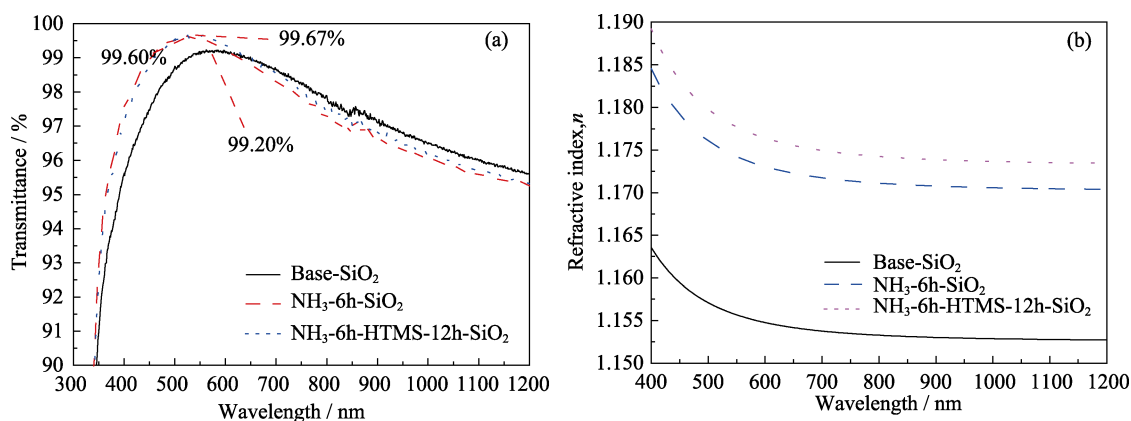 100
99
98
97
96
95
94
93
92
91
90
Transmittance / %
(a)
99.67%
99.60%
99.20%
Base-SiO₂
NH₃-6h-SiO₂
NH₃-6h-HTMS-12h-SiO₂
300 400 500 600 700 800 900 1000 1100 1200
Wavelength / nm
1.190
1.185
1.180
1.175
1.170
1.165
1.160
1.155
1.150
Refractive index,n
(b)
Base-SiO₂
NH₃-6h-SiO₂
NH₃-6h-HTMS-12h-SiO₂
400 500 600 700 800 900 1000 1100 1200
Wavelength / nm